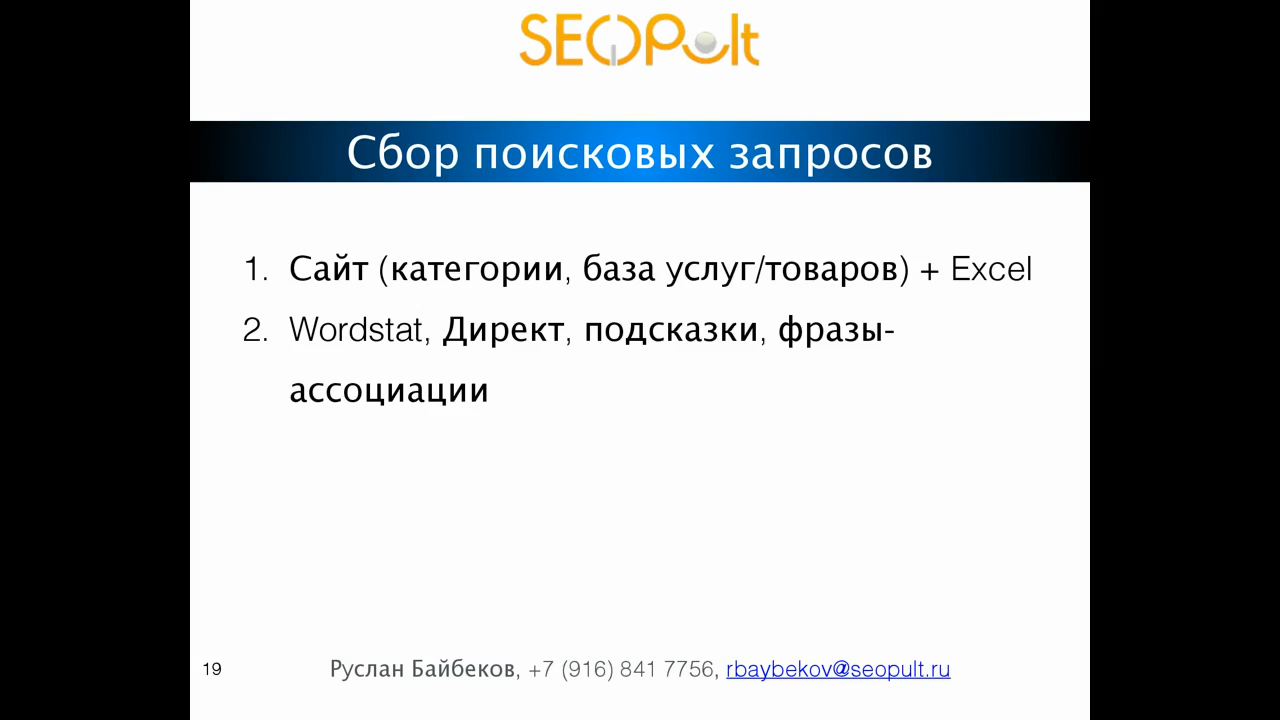 SEOPult
Сбор поисковых запросов
1. Сайт (категории, база услуг/товаров) + Excel
2. Wordstat, Директ, подсказки, фразы-
ассоциации
19
Руслан Байбеков, +7 (916) 841 7756, rbaybekov@seopult.ru